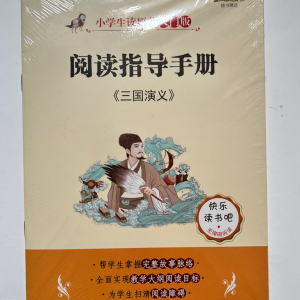 小学生读
版
阅读指导手册
《三国演义》
快乐
读书吧
·帮学生掌握完整故事脉络
·全面实现教学大纲阅读目标
·为学生扫清阅读障碍